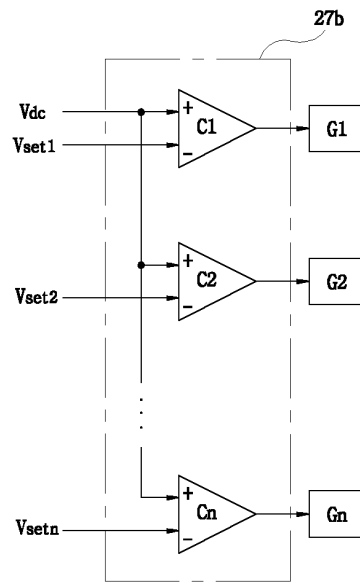 27b
Vdc
+
C1
G1
Vset1
−
+
C2
G2
Vset2
−
+
Cn
Gn
Vsetn
−